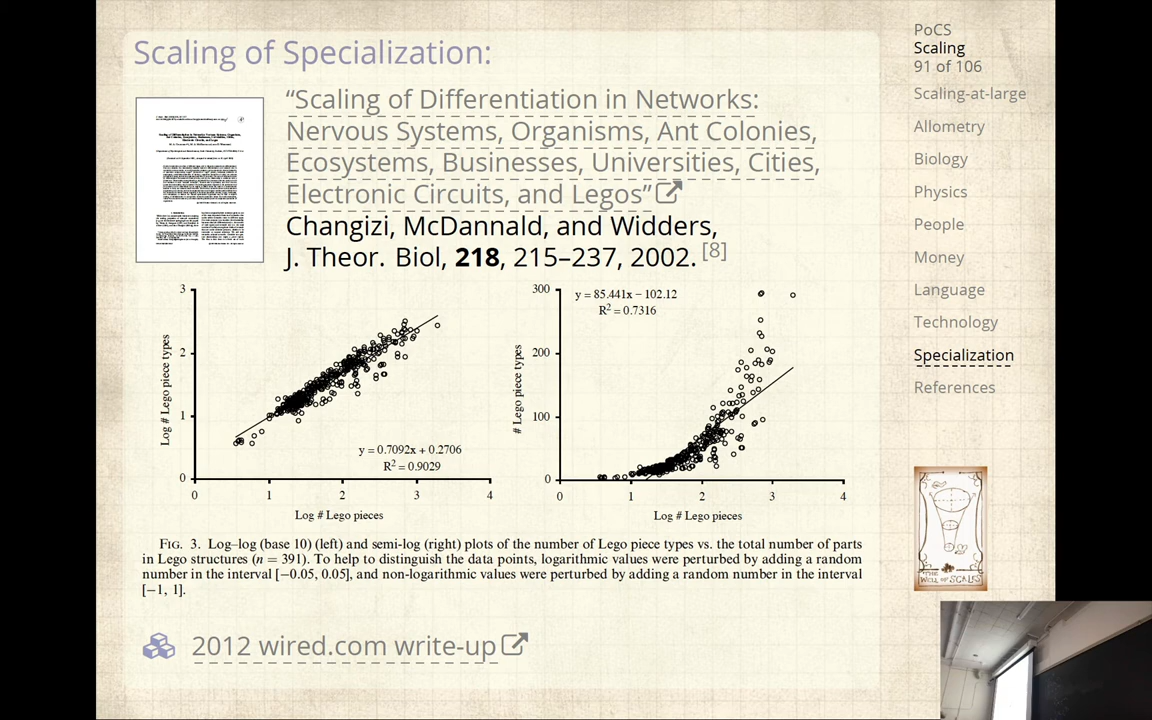 Scaling of Specialization:
“Scaling of Differentiation in Networks:
Nervous Systems, Organisms, Ant Colonies,
Ecosystems, Businesses, Universities, Cities,
Electronic Circuits, and Legos”
Changizi, McDannald, and Widders,
J. Theor. Biol, 218, 215–237, 2002. [8]
3
2
1
0
Log # Lego piece types
y = 0.7092x + 0.2706
R² = 0.9029
0 1 2 3 4
Log # Lego pieces
300
200
100
0
# Lego piece types
y = 85.441x − 102.12
R² = 0.7316
0 1 2 3 4
Log # Lego pieces
FIG. 3. Log–log (base 10) (left) and semi-log (right) plots of the number of Lego piece types vs. the total number of parts
in Lego structures (n = 391). To help to distinguish the data points, logarithmic values were perturbed by adding a random
number in the interval [−0.05, 0.05], and non-logarithmic values were perturbed by adding a random number in the interval
[−1, 1].
2012 wired.com write-up
PoCS
Scaling
91 of 106
Scaling-at-large
Allometry
Biology
Physics
People
Money
Language
Technology
Specialization
References
THE
WELL OF SCALES